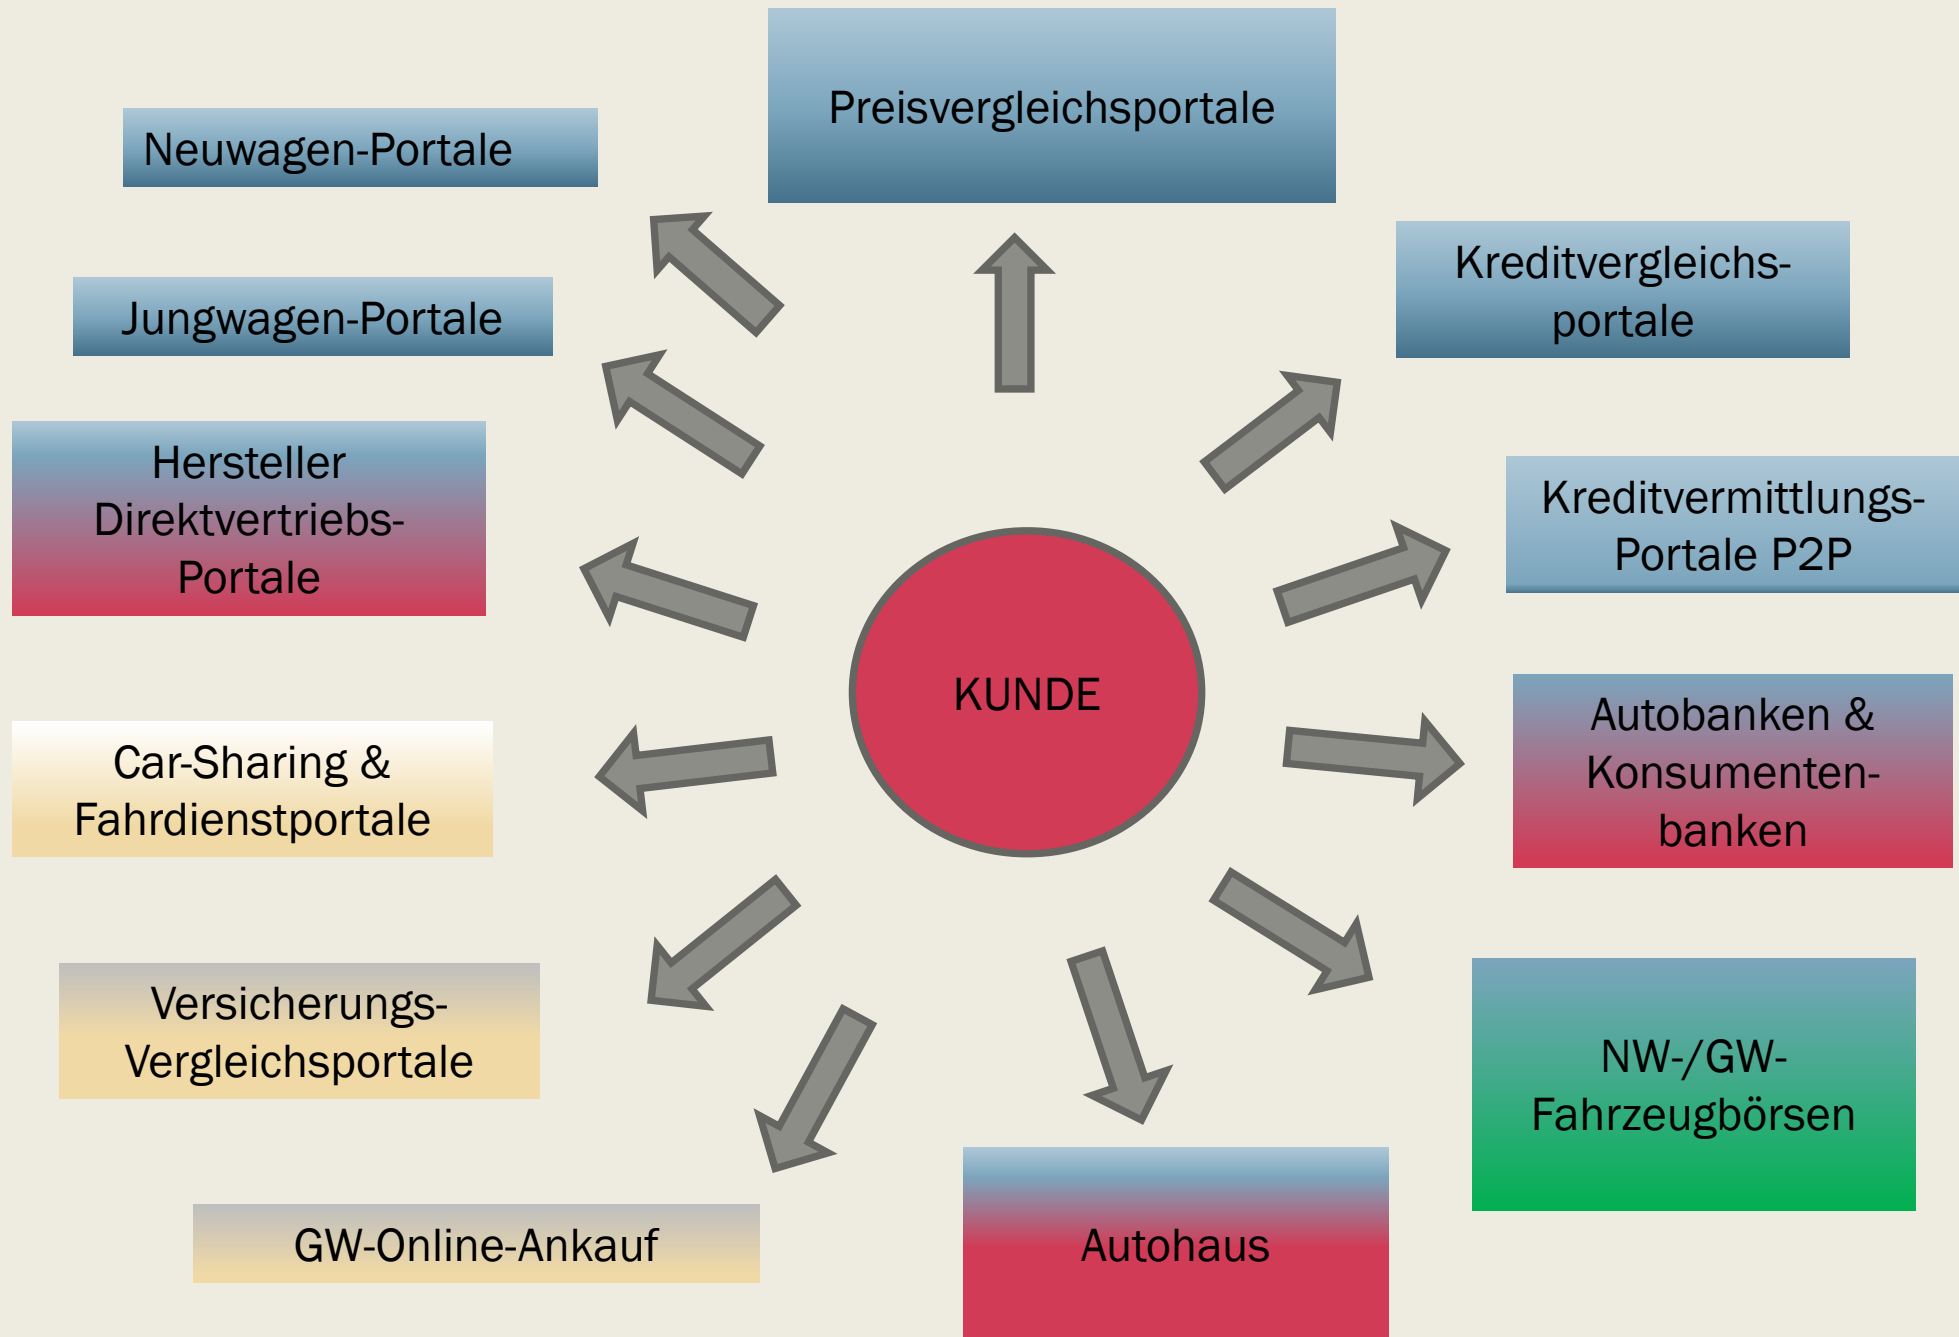 Preisvergleichsportale
Neuwagen-Portale
Kreditvergleichs-
portale
Jungwagen-Portale
Hersteller
Direktvertriebs-
Portale
Kreditvermittlungs-
Portale P2P
KUNDE
Autobanken &
Konsumenten-
banken
Car-Sharing &
Fahrdienstportale
Versicherungs-
Vergleichsportale
NW-/GW-
Fahrzeugbörsen
GW-Online-Ankauf
Autohaus